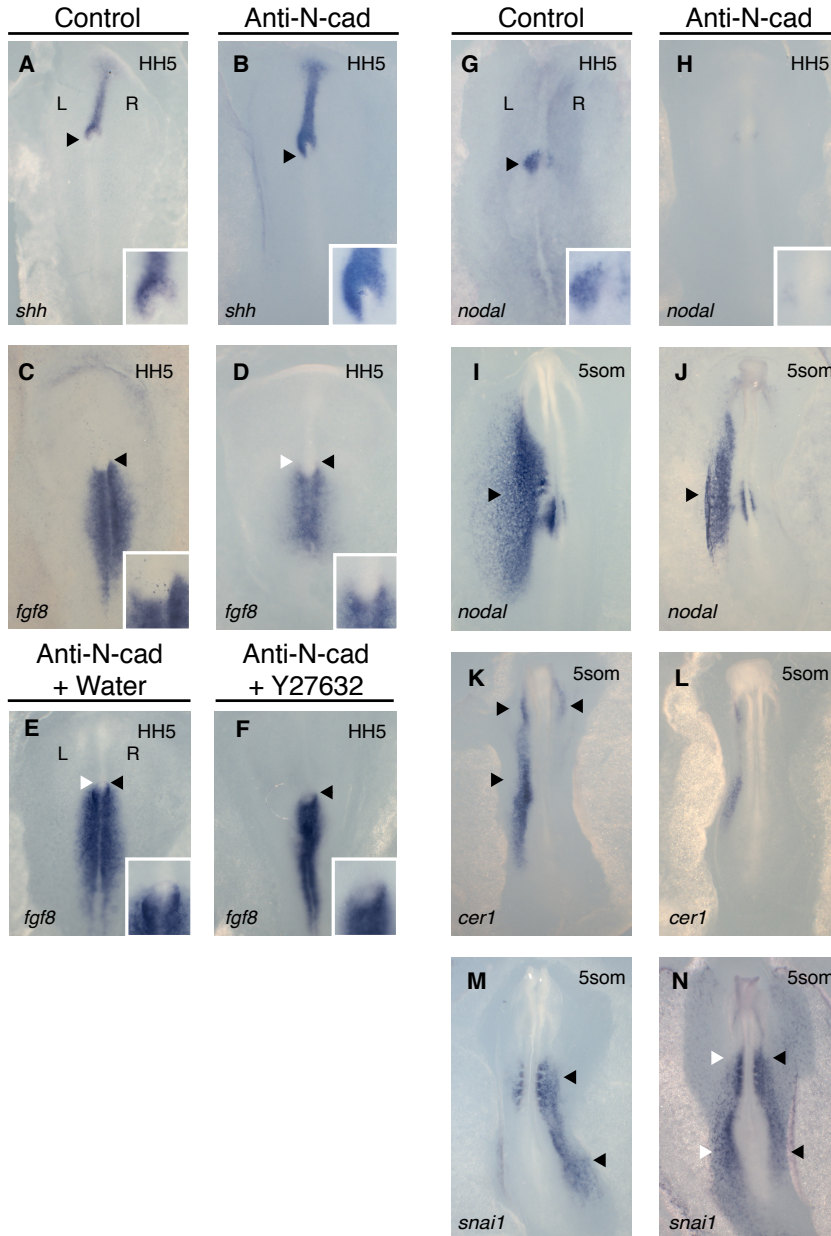 Control
Anti-N-cad
A
HH5
L
R
shh
B
HH5
shh
C
HH5
fgf8
D
HH5
fgf8
Anti-N-cad
+ Water
Anti-N-cad
+ Y27632
E
HH5
L
R
fgf8
F
HH5
fgf8
Control
Anti-N-cad
G
HH5
L
R
nodal
H
HH5
nodal
I
5som
nodal
J
5som
nodal
K
5som
cer1
L
5som
cer1
M
5som
snai1
N
5som
snai1